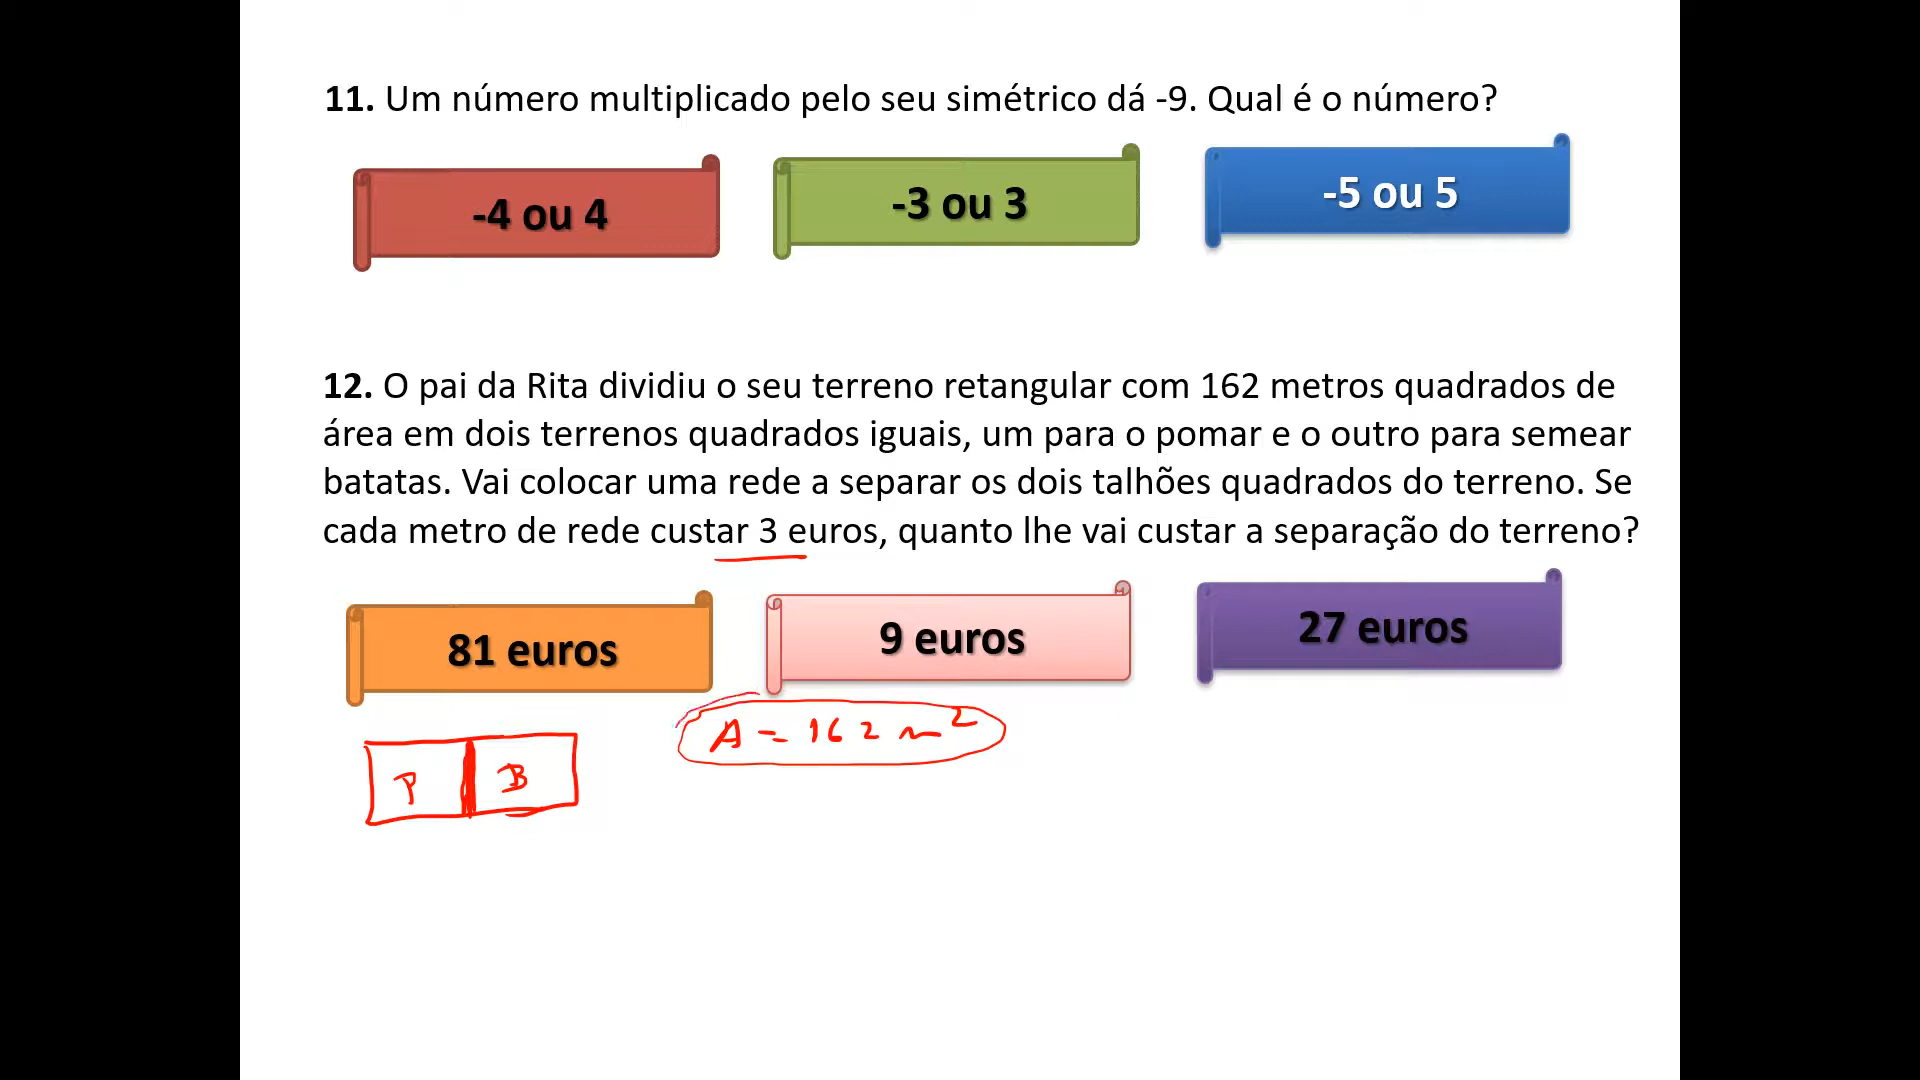 11. Um número multiplicado pelo seu simétrico dá -9. Qual é o número?
-4 ou 4
-3 ou 3
-5 ou 5
12. O pai da Rita dividiu o seu terreno retangular com 162 metros quadrados de
área em dois terrenos quadrados iguais, um para o pomar e o outro para semear
batatas. Vai colocar uma rede a separar os dois talhões quadrados do terreno. Se
cada metro de rede custar 3 euros, quanto lhe vai custar a separação do terreno?
81 euros
9 euros
27 euros
A = 162 m²
P
B